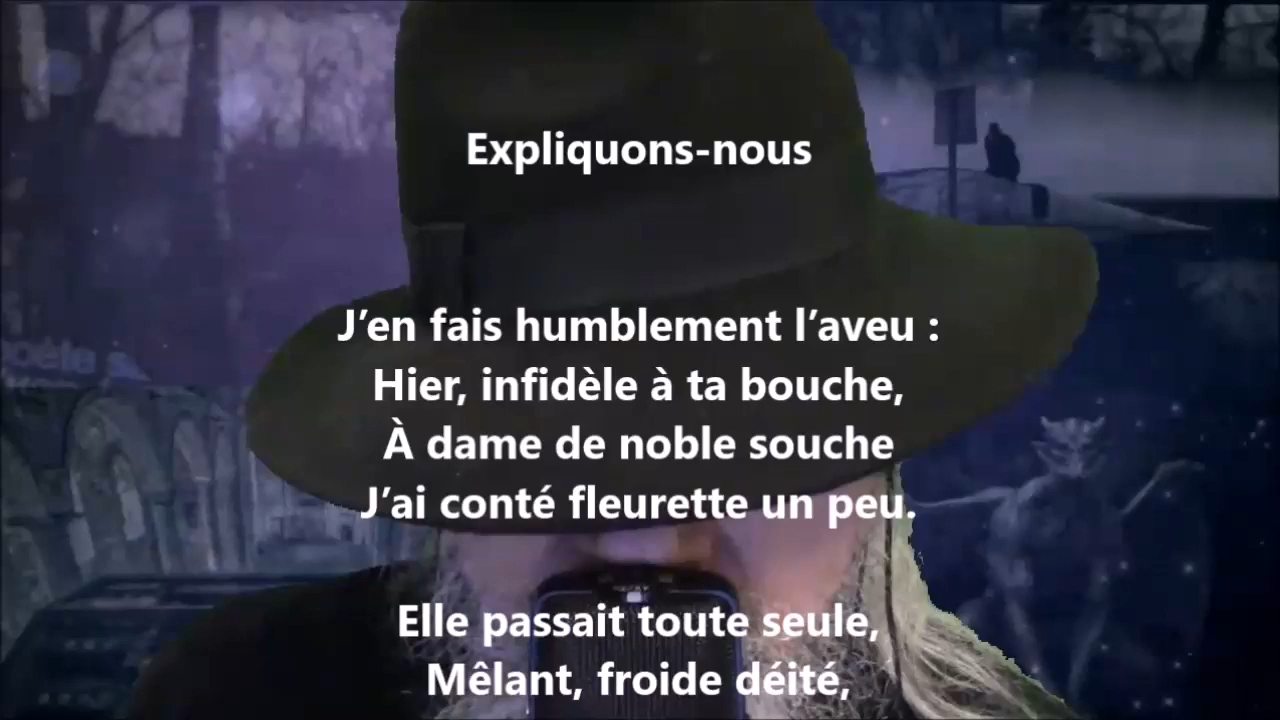 Expliquons-nous
J’en fais humblement l’aveu :
Hier, infidèle à ta bouche,
À dame de noble souche
J’ai conté fleurette un peu.
Elle passait toute seule,
Mêlant, froide déité,